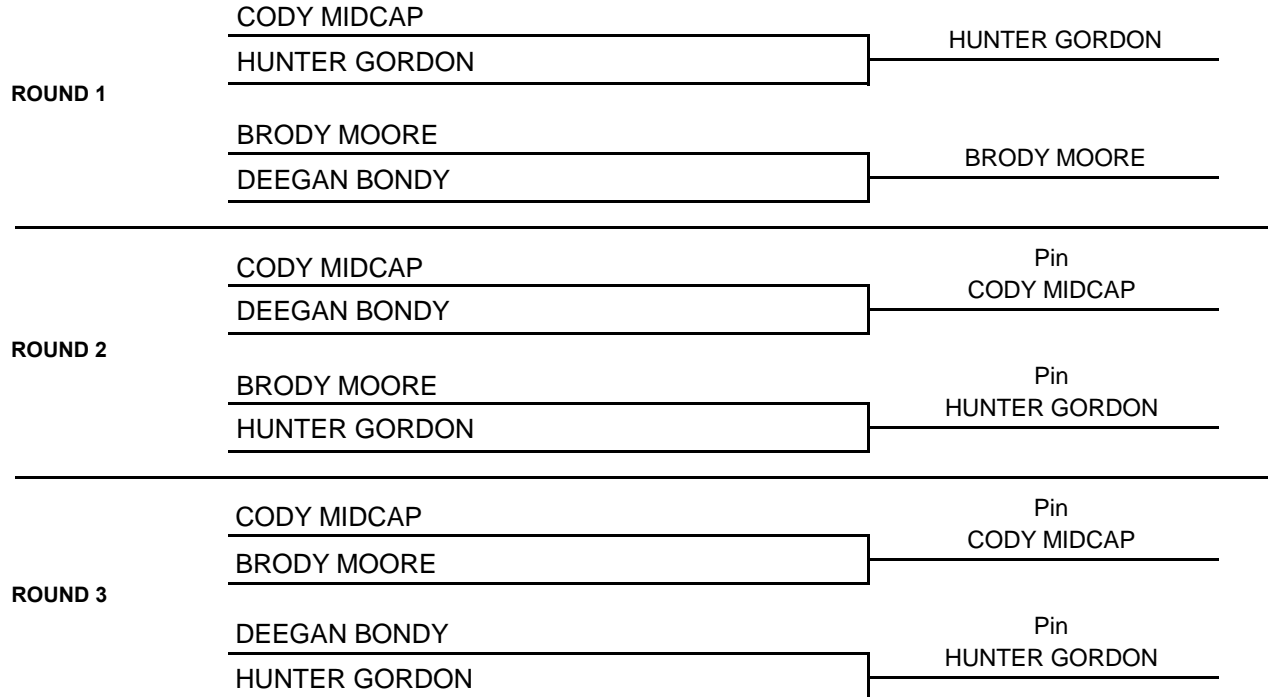 CODY MIDCAP
HUNTER GORDON
HUNTER GORDON
ROUND 1
BRODY MOORE
BRODY MOORE
DEEGAN BONDY
Pin
CODY MIDCAP
CODY MIDCAP
DEEGAN BONDY
ROUND 2
Pin
BRODY MOORE
HUNTER GORDON
HUNTER GORDON
Pin
CODY MIDCAP
CODY MIDCAP
BRODY MOORE
ROUND 3
Pin
DEEGAN BONDY
HUNTER GORDON
HUNTER GORDON